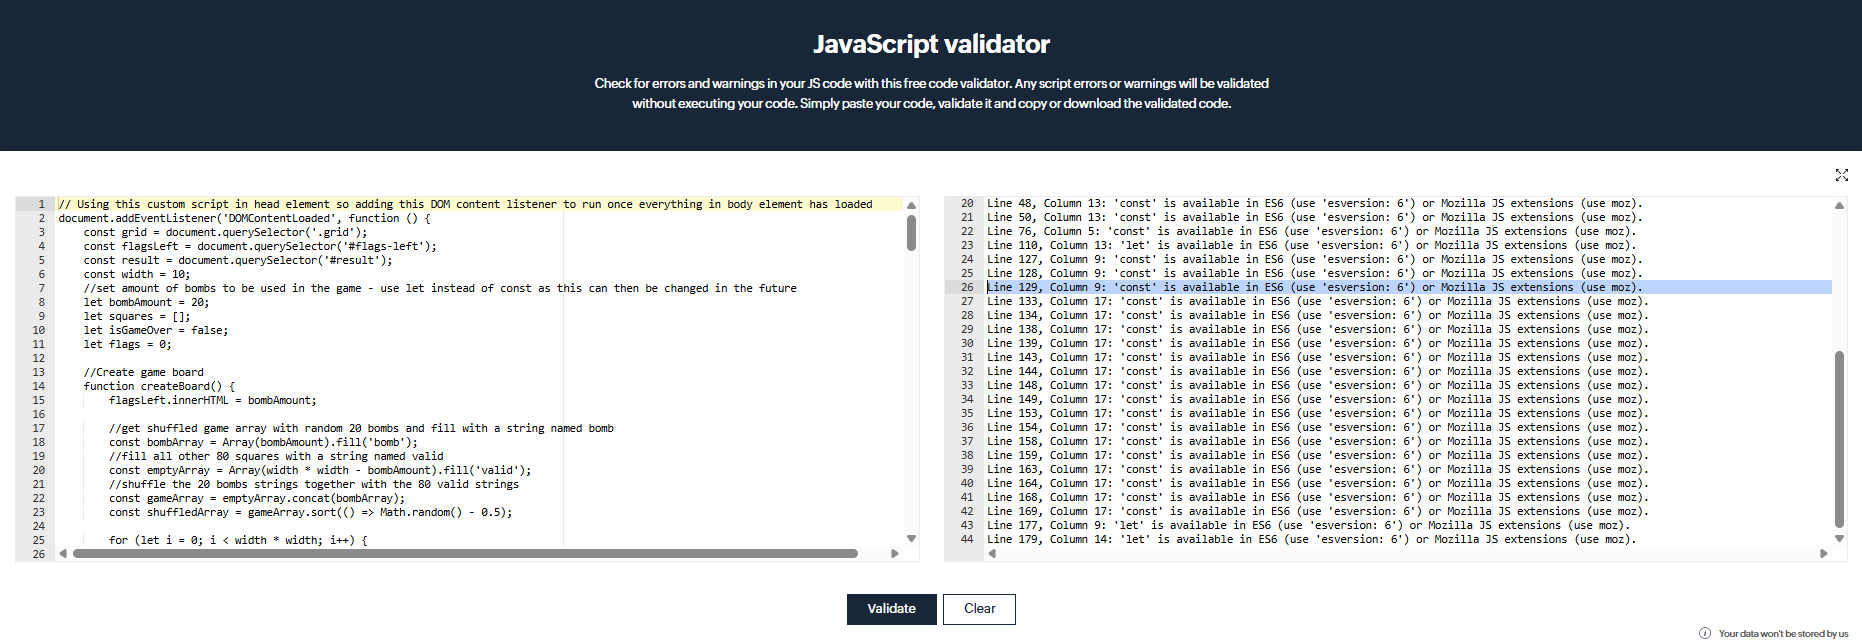 JavaScript validator
Check for errors and warnings in your JS code with this free code validator. Any script errors or warnings will be validated
without executing your code. Simply paste your code, validate it and copy or download the validated code.
1 // Using this custom script in head element so adding this DOM content listener to run once everything in body element has loaded
2 document.addEventListener('DOMContentLoaded', function () {
3 const grid = document.querySelector('.grid');
4 const flagsLeft = document.querySelector('#flags-left');
5 const result = document.querySelector('#result');
6 const width = 10;
7 //set amount of bombs to be used in the game - use let instead of const as this can then be changed in the future
8 let bombAmount = 20;
9 let squares = [];
10 let isGameOver = false;
11 let flags = 0;
12
13 //Create game board
14 function createBoard() {
15 flagsLeft.innerHTML = bombAmount;
16
17 //get shuffled game array with random 20 bombs and fill with a string named bomb
18 const bombArray = Array(bombAmount).fill('bomb');
19 //fill all other 80 squares with a string named valid
20 const emptyArray = Array(width * width - bombAmount).fill('valid');
21 //shuffle the 20 bombs strings together with the 80 valid strings
22 const gameArray = emptyArray.concat(bombArray);
23 const shuffledArray = gameArray.sort(() => Math.random() - 0.5);
24
25 for (let i = 0; i < width * width; i++) {
26
20 Line 48, Column 13: 'const' is available in ES6 (use 'esversion: 6') or Mozilla JS extensions (use moz).
21 Line 50, Column 13: 'const' is available in ES6 (use 'esversion: 6') or Mozilla JS extensions (use moz).
22 Line 76, Column 5: 'const' is available in ES6 (use 'esversion: 6') or Mozilla JS extensions (use moz).
23 Line 110, Column 13: 'let' is available in ES6 (use 'esversion: 6') or Mozilla JS extensions (use moz).
24 Line 127, Column 9: 'const' is available in ES6 (use 'esversion: 6') or Mozilla JS extensions (use moz).
25 Line 128, Column 9: 'const' is available in ES6 (use 'esversion: 6') or Mozilla JS extensions (use moz).
26 Line 129, Column 9: 'const' is available in ES6 (use 'esversion: 6') or Mozilla JS extensions (use moz).
27 Line 133, Column 17: 'const' is available in ES6 (use 'esversion: 6') or Mozilla JS extensions (use moz).
28 Line 134, Column 17: 'const' is available in ES6 (use 'esversion: 6') or Mozilla JS extensions (use moz).
29 Line 138, Column 17: 'const' is available in ES6 (use 'esversion: 6') or Mozilla JS extensions (use moz).
30 Line 139, Column 17: 'const' is available in ES6 (use 'esversion: 6') or Mozilla JS extensions (use moz).
31 Line 143, Column 17: 'const' is available in ES6 (use 'esversion: 6') or Mozilla JS extensions (use moz).
32 Line 144, Column 17: 'const' is available in ES6 (use 'esversion: 6') or Mozilla JS extensions (use moz).
33 Line 148, Column 17: 'const' is available in ES6 (use 'esversion: 6') or Mozilla JS extensions (use moz).
34 Line 149, Column 17: 'const' is available in ES6 (use 'esversion: 6') or Mozilla JS extensions (use moz).
35 Line 153, Column 17: 'const' is available in ES6 (use 'esversion: 6') or Mozilla JS extensions (use moz).
36 Line 154, Column 17: 'const' is available in ES6 (use 'esversion: 6') or Mozilla JS extensions (use moz).
37 Line 158, Column 17: 'const' is available in ES6 (use 'esversion: 6') or Mozilla JS extensions (use moz).
38 Line 159, Column 17: 'const' is available in ES6 (use 'esversion: 6') or Mozilla JS extensions (use moz).
39 Line 163, Column 17: 'const' is available in ES6 (use 'esversion: 6') or Mozilla JS extensions (use moz).
40 Line 164, Column 17: 'const' is available in ES6 (use 'esversion: 6') or Mozilla JS extensions (use moz).
41 Line 168, Column 17: 'const' is available in ES6 (use 'esversion: 6') or Mozilla JS extensions (use moz).
42 Line 169, Column 17: 'const' is available in ES6 (use 'esversion: 6') or Mozilla JS extensions (use moz).
43 Line 177, Column 9: 'let' is available in ES6 (use 'esversion: 6') or Mozilla JS extensions (use moz).
44 Line 179, Column 14: 'let' is available in ES6 (use 'esversion: 6') or Mozilla JS extensions (use moz).
Validate
Clear
Your data won't be stored by us